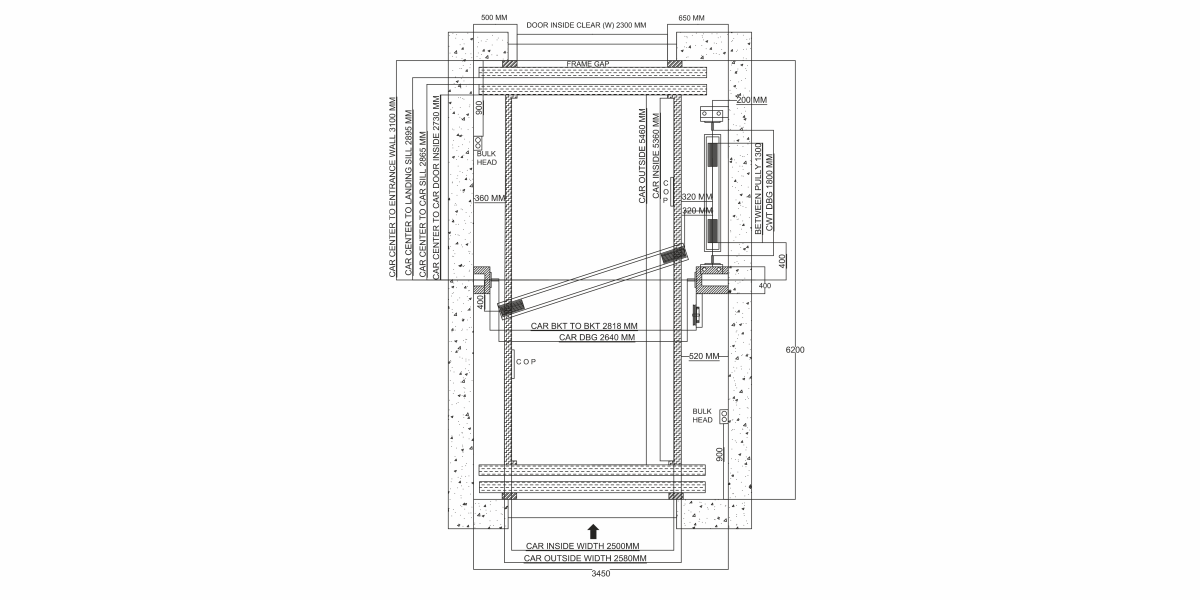 500 MM
DOOR INSIDE CLEAR (W) 2300 MM
650 MM
FRAME GAP
CAR CENTER TO ENTRANCE WALL 3100 MM
CAR CENTER TO LANDING SILL 2895 MM
CAR CENTER TO CAR SILL 2865 MM
CAR CENTER TO CAR DOOR INSIDE 2730 MM
900
BULK
HEAD
360 MM
CAR OUTSIDE 5460 MM
CAR INSIDE 5360 MM
C
O
P
200 MM
320 MM
320 MM
BETWEEN PULLY 1300
CWT DBG 1800 MM
400
400
400
CAR BKT TO BKT 2818 MM
CAR DBG 2640 MM
C O P
520 MM
6200
BULK
HEAD
900
CAR INSIDE WIDTH 2500MM
CAR OUTSIDE WIDTH 2580MM
3450